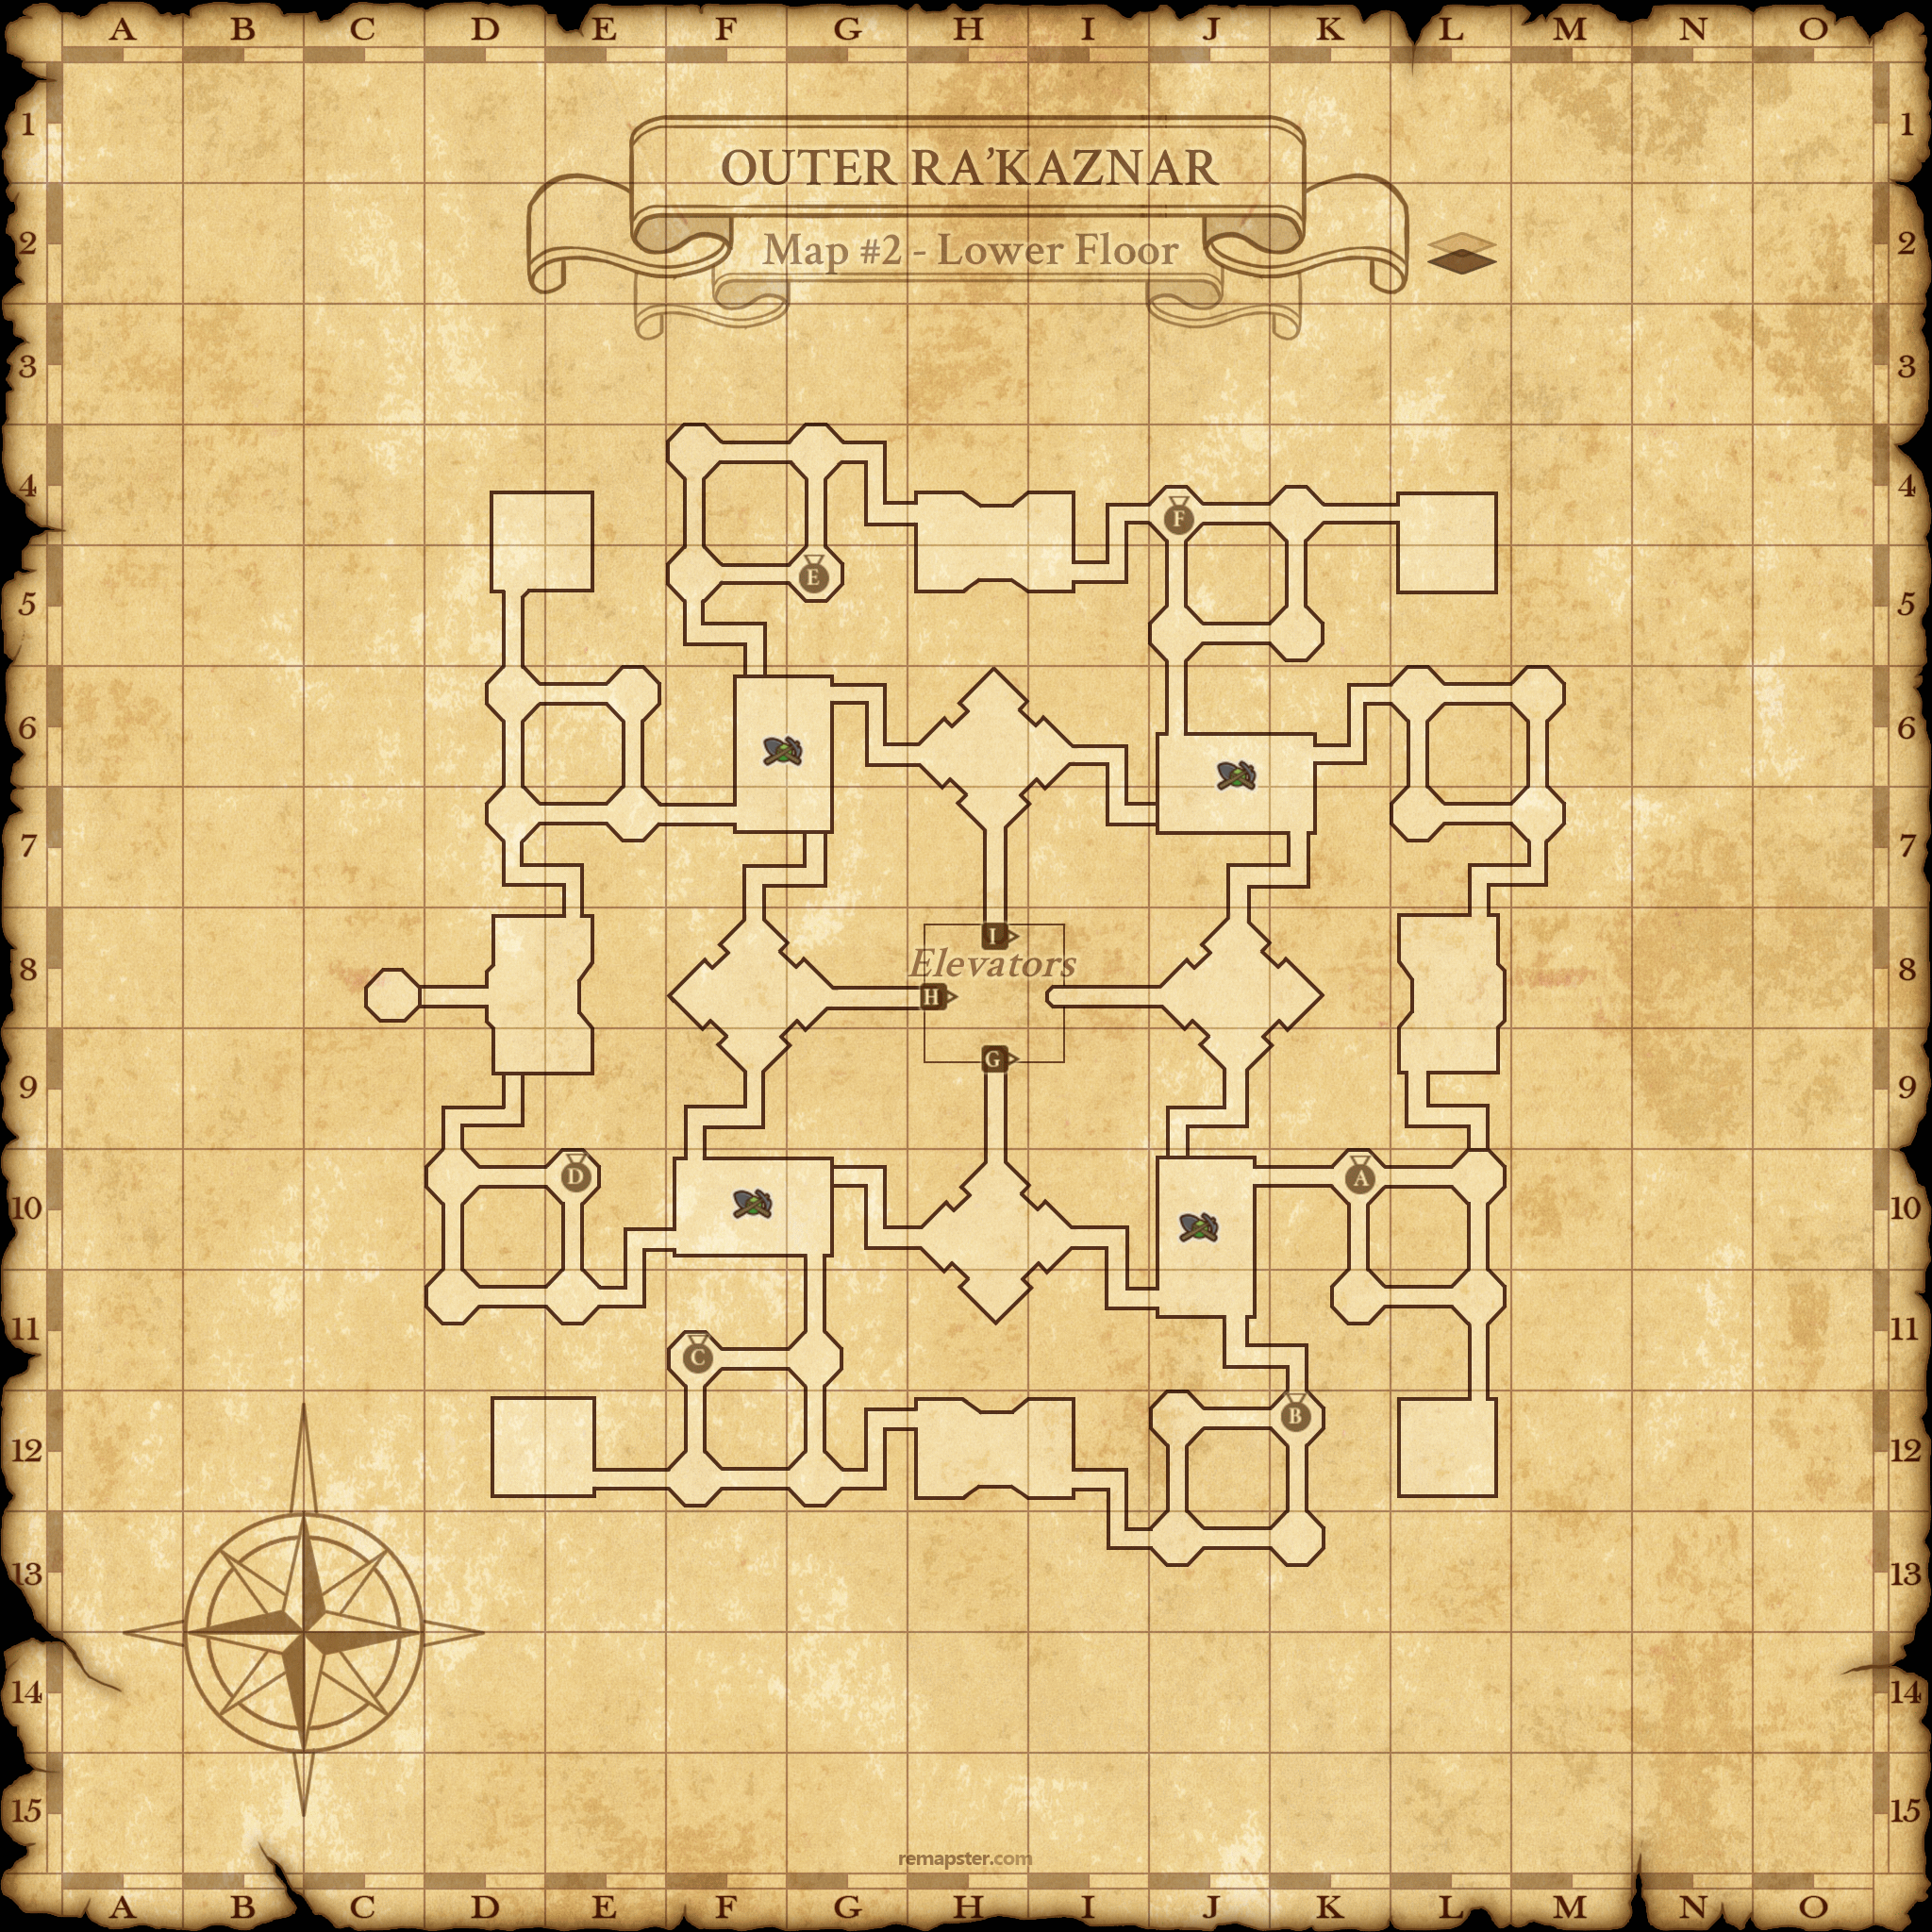 A B C D E F G H I J K L M N O
1 1
OUTER RA’KAZNAR
2 2
Map #2 - Lower Floor
3 3
4 4
F
E
5 5
6 6
7 7
I
8 8
Elevators
H
G
9 9
D A
10 10
11 11
C
B
12 12
13 13
14 14
15 15
remapster.com
A B C D E F G H I J K L M N O